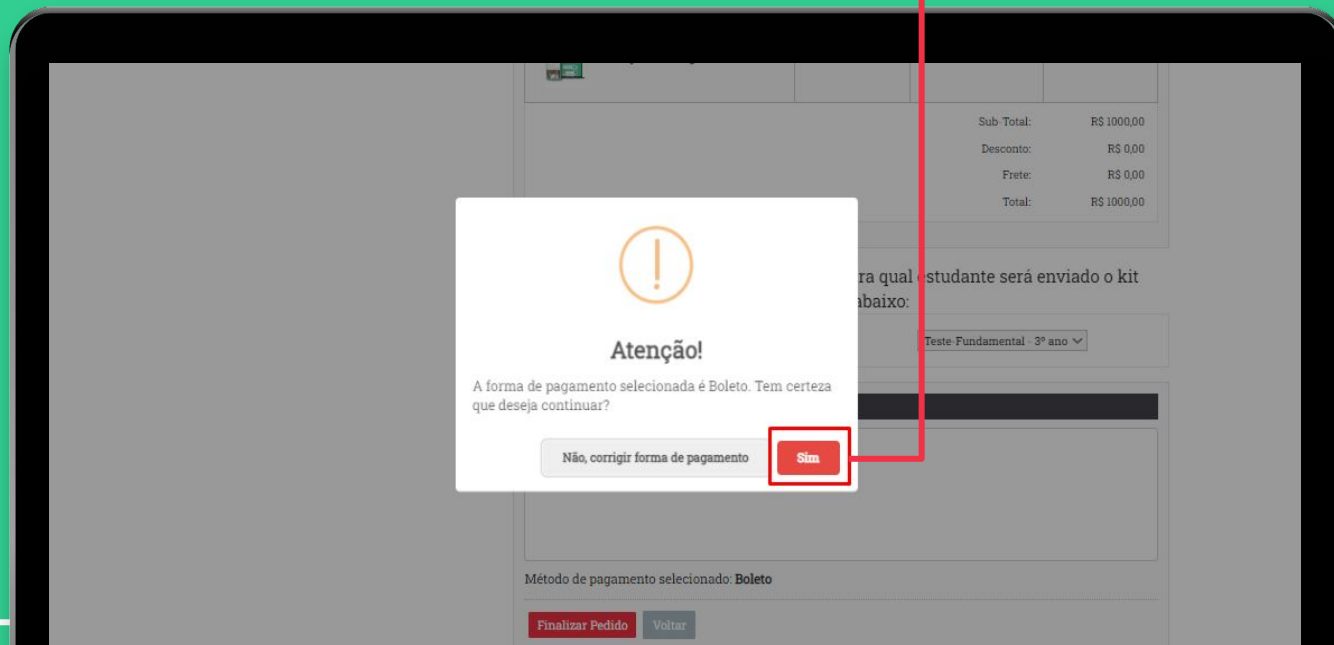 Sub-Total: R$ 1000,00
Desconto: R$ 0,00
Frete: R$ 0,00
Total: R$ 1000,00
ra qual estudante será enviado o kit
abaixo:
Teste-Fundamental - 3º ano
Atenção!
A forma de pagamento selecionada é Boleto. Tem certeza
que deseja continuar?
Não, corrigir forma de pagamento Sim
Método de pagamento selecionado: Boleto
Finalizar Pedido Voltar